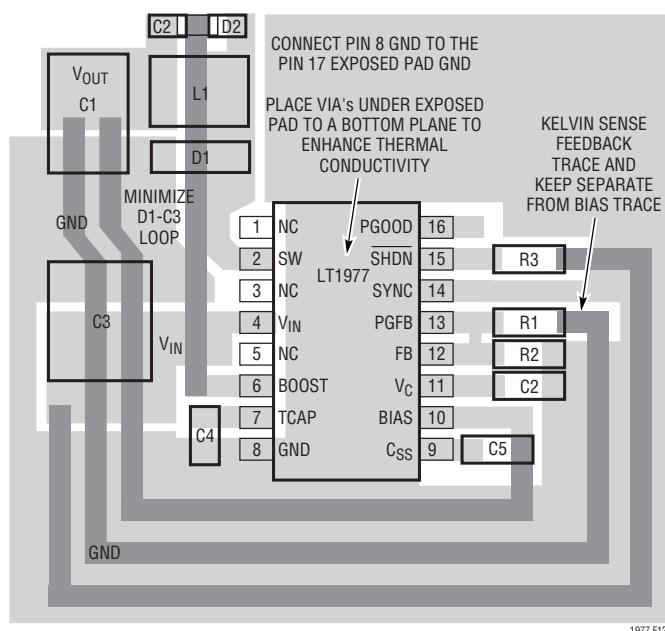 C2 D2
CONNECT PIN 8 GND TO THE
PIN 17 EXPOSED PAD GND
VOUT
C1
L1
PLACE VIA's UNDER EXPOSED
PAD TO A BOTTOM PLANE TO
ENHANCE THERMAL
CONDUCTIVITY
KELVIN SENSE
FEEDBACK
TRACE AND
KEEP SEPARATE
FROM BIAS TRACE
D1
MINIMIZE
D1-C3
LOOP
GND
1 NC PGOOD 16
2 SW SHDN 15 R3
LT1977
3 NC SYNC 14
C3
4 VIN PGFB 13 R1
VIN
5 NC FB 12 R2
6 BOOST VC 11 C2
7 TCAP BIAS 10
C4
8 GND CSS 9 C5
GND
1977 F12